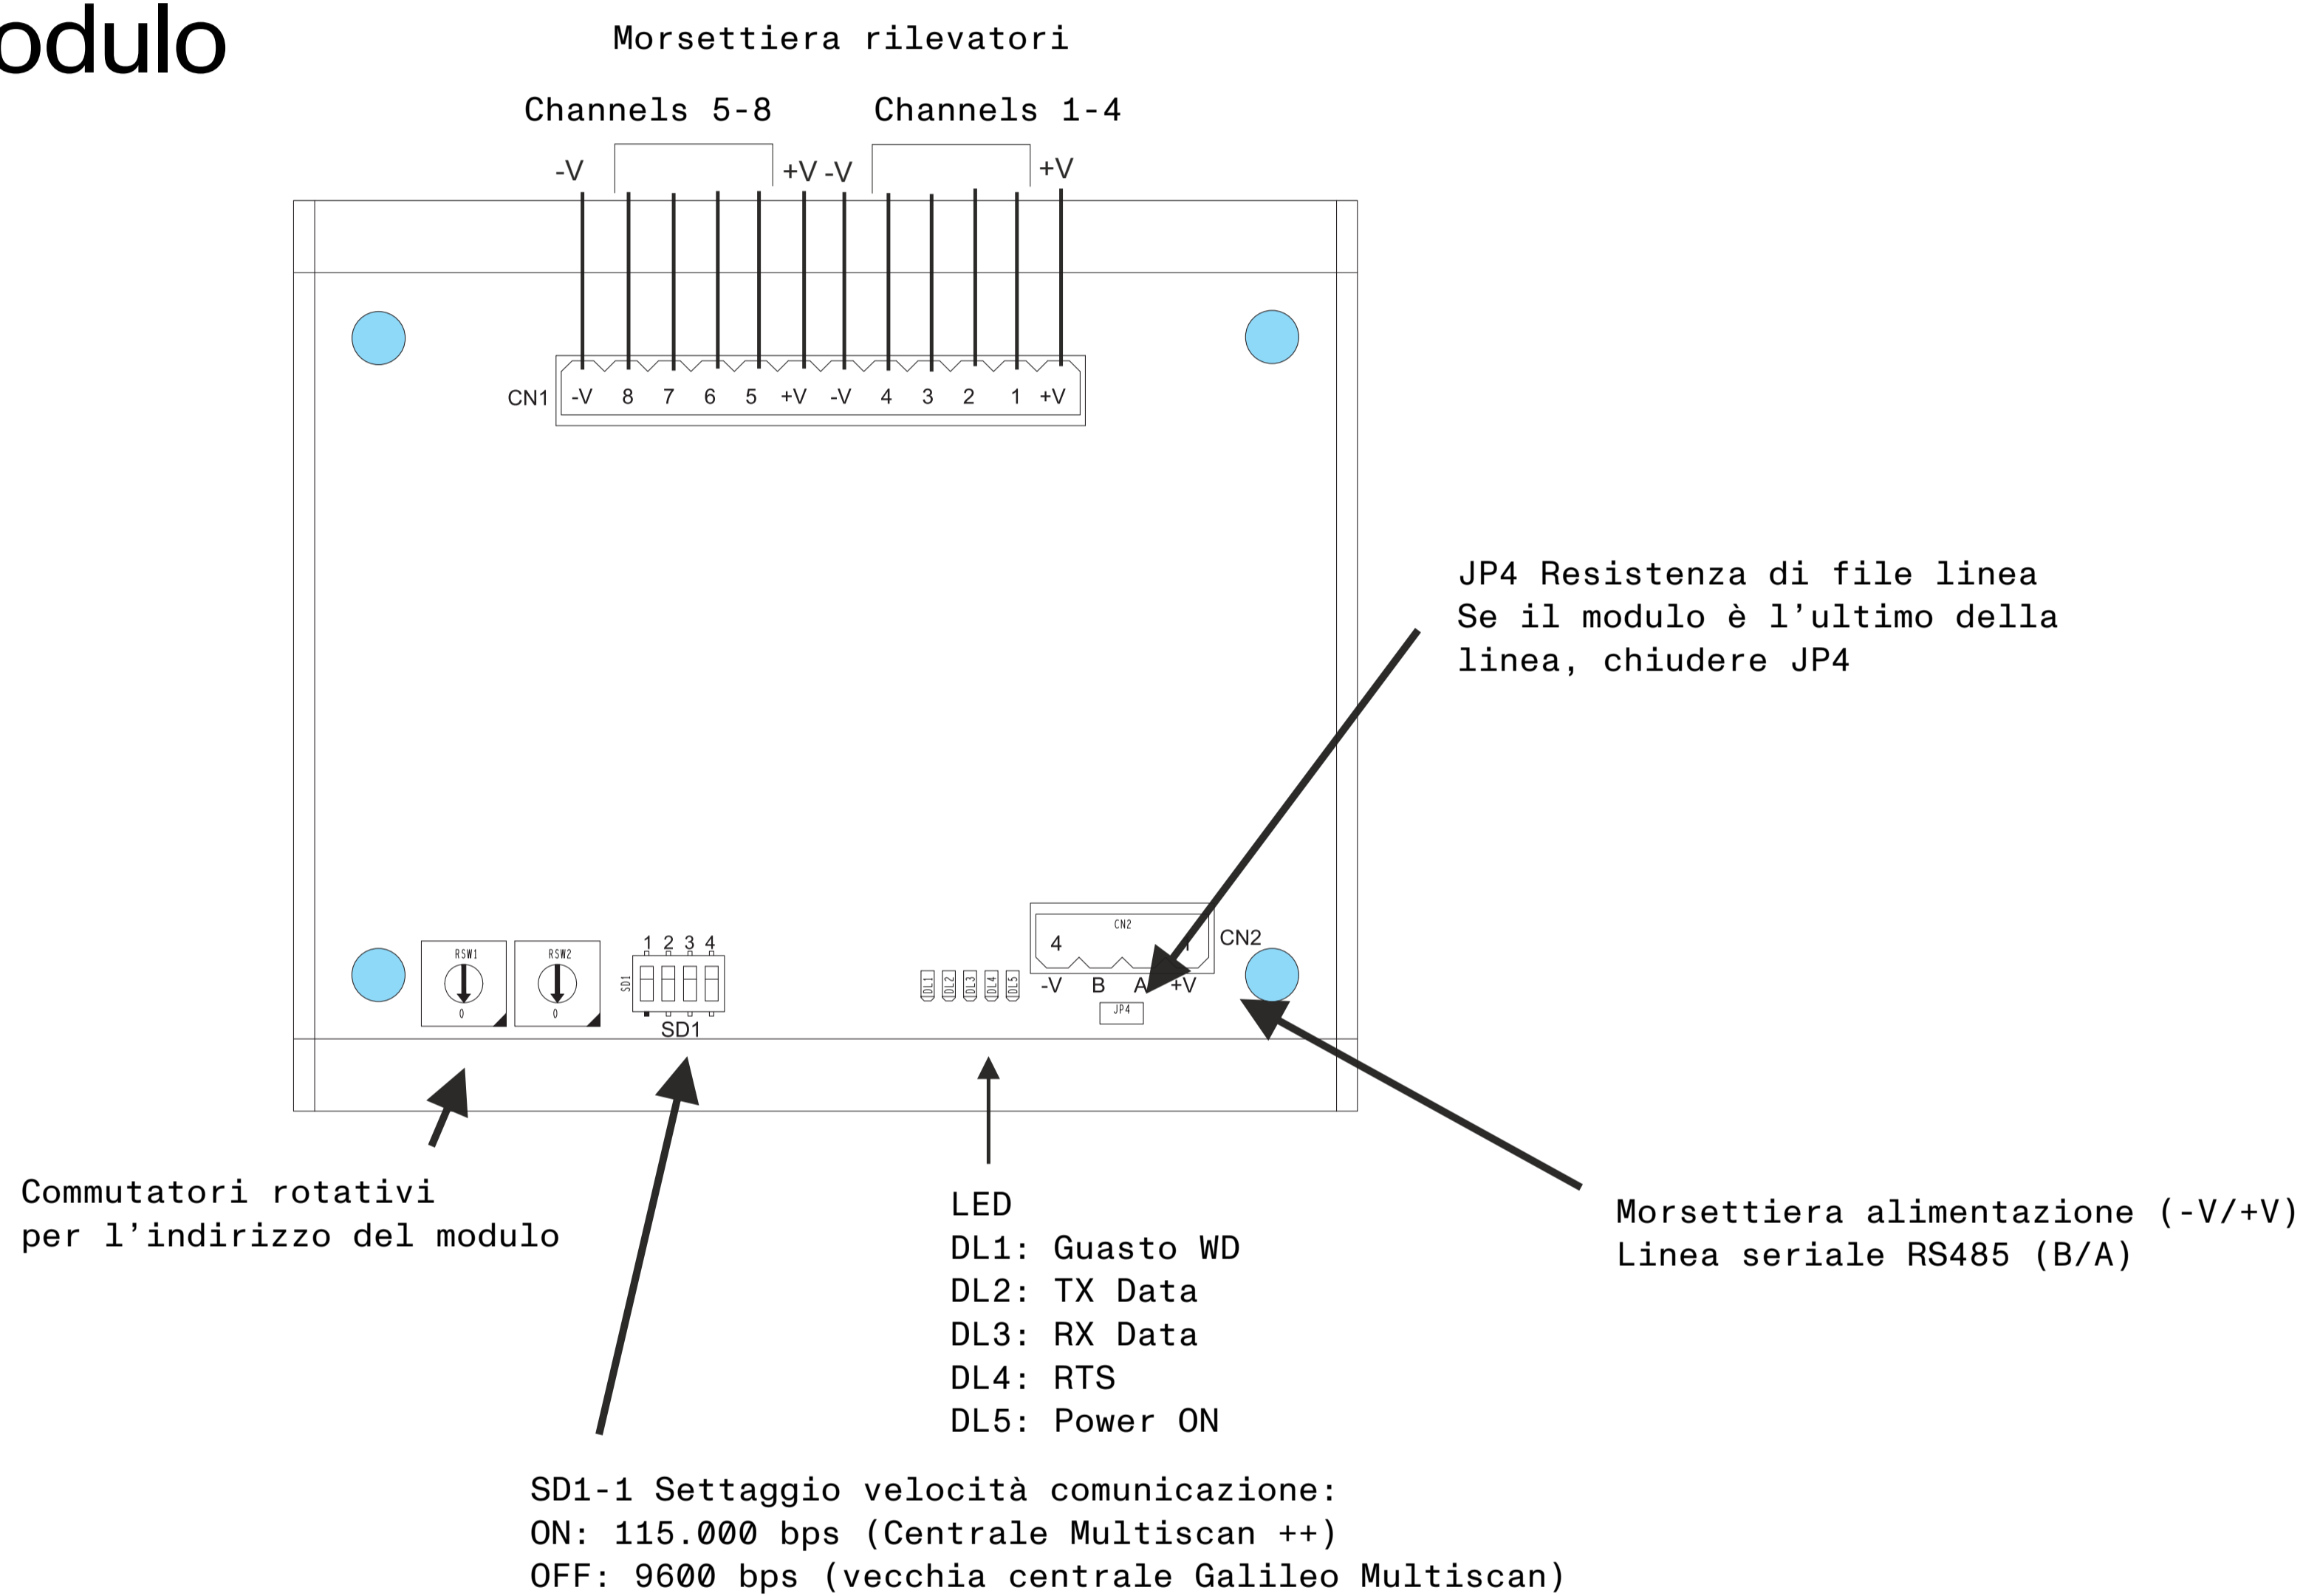 odulo
Morsettiera rilevatori
Channels 5-8 Channels 1-4
-V +V -V +V
CN1 -V 8 7 6 5 +V -V 4 3 2 1 +V
JP4 Resistenza di file linea
Se il modulo è l'ultimo della
linea, chiudere JP4
CN2
4 1 CN2
-V B A +V
JP4
RSW1 RSW2
0 0
1 2 3 4
SD1
SD1
DL1 DL2 DL3 DL4 DL5
Commutatori rotativi
per l'indirizzo del modulo
LED
DL1: Guasto WD
DL2: TX Data
DL3: RX Data
DL4: RTS
DL5: Power ON
Morsettiera alimentazione (-V/+V)
Linea seriale RS485 (B/A)
SD1-1 Settaggio velocità comunicazione:
ON: 115.000 bps (Centrale Multiscan ++)
OFF: 9600 bps (vecchia centrale Galileo Multiscan)